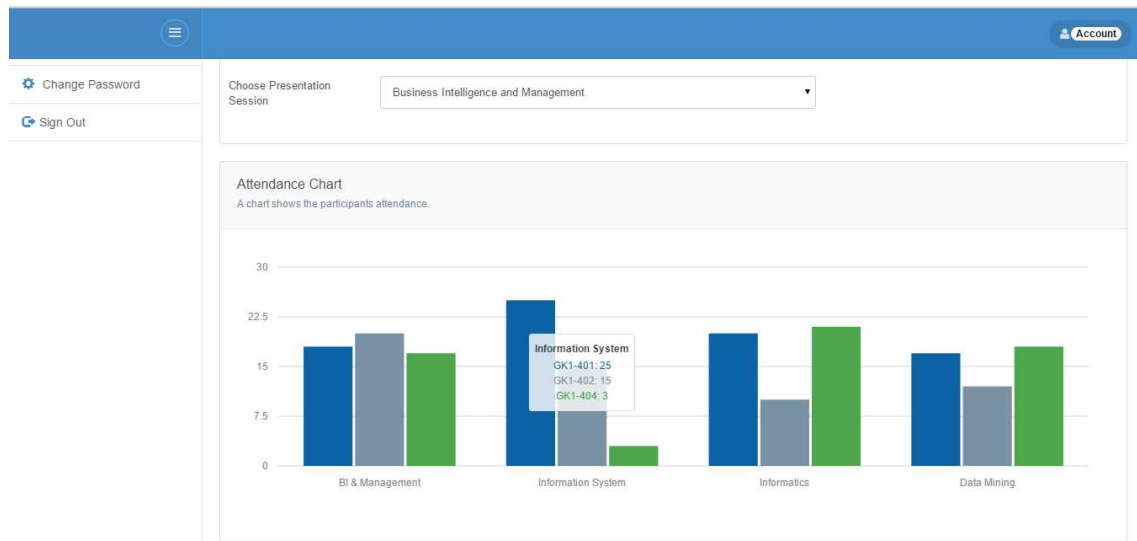 Account
Change Password
Sign Out
Choose Presentation
Session
Business Intelligence and Management
Attendance Chart
A chart shows the participants attendance.
30
22.5
15
7.5
0
Information System
GK1-401: 25
GK1-402: 15
GK1-404: 3
BI & Management
Information System
Informatics
Data Mining